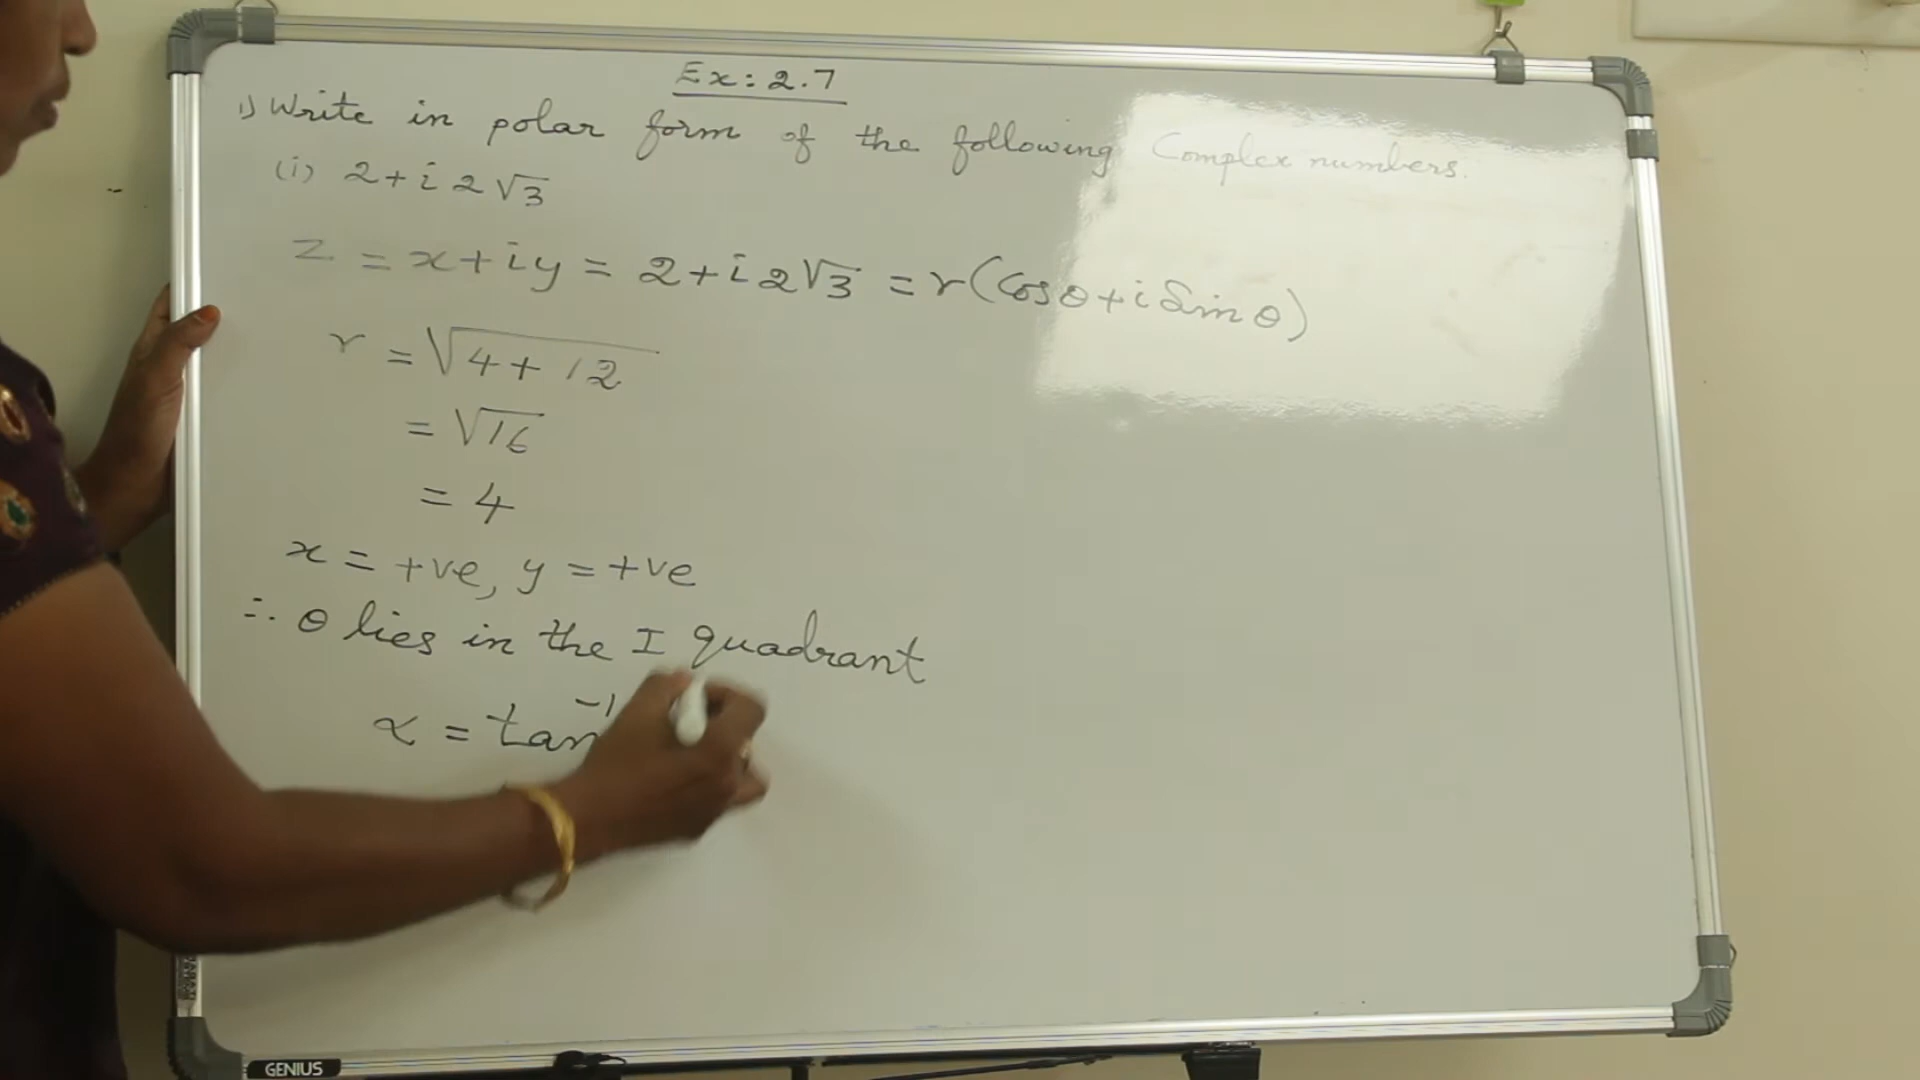 Ex: 2.7
1) Write in polar form of the following Complex numbers.
(i) 2+i2√3
z = x+iy = 2+i2√3 = r(Cosθ+i Sinθ)
r = √4+12
= √16
= 4
x = +ve, y = +ve
∴ θ lies in the I quadrant
α = tan⁻¹
GENIUS